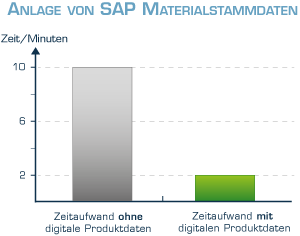 ANLAGE VON SAP MATERIALSTAMMDATEN
Zeit/Minuten
10
6
2
Zeitaufwand ohne
digitale Produktdaten
Zeitaufwand mit
digitalen Produktdaten